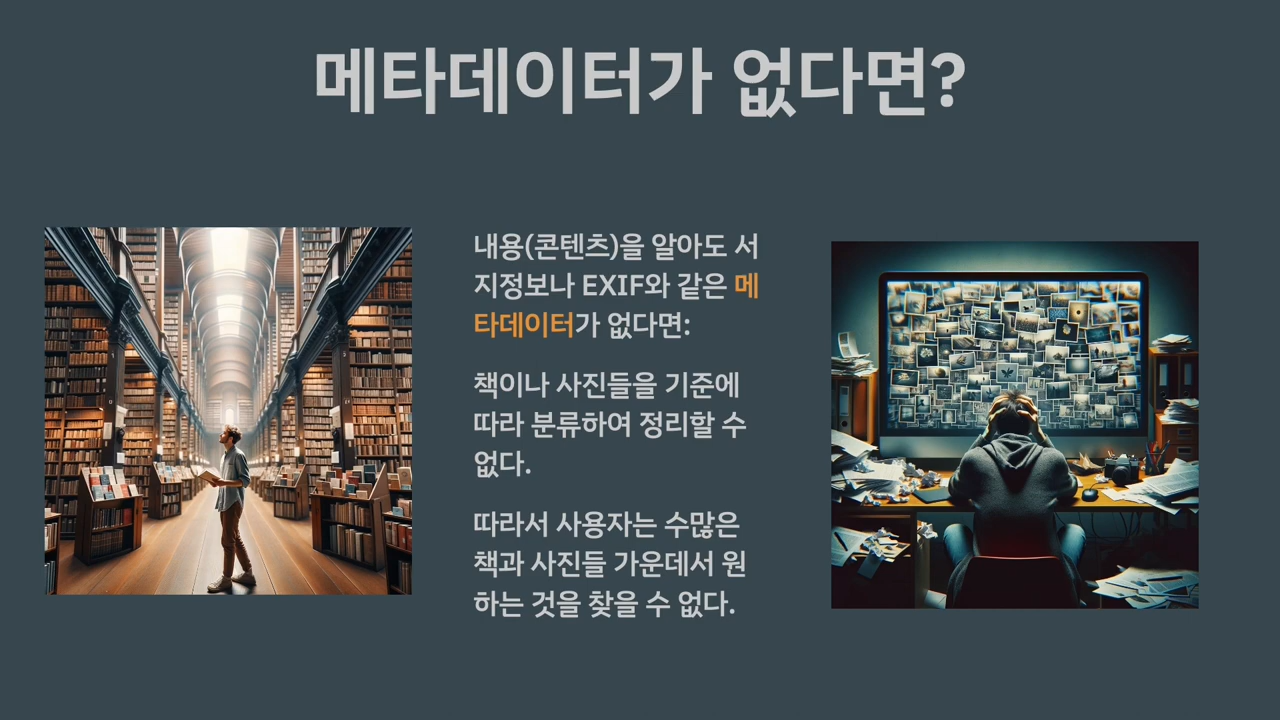 메타데이터가 없다면?
내용(콘텐츠)을 알아도 서
지정보나 EXIF와 같은 메
타데이터가 없다면:
책이나 사진들을 기준에
따라 분류하여 정리할 수
없다.
따라서 사용자는 수많은
책과 사진들 가운데서 원
하는 것을 찾을 수 없다.